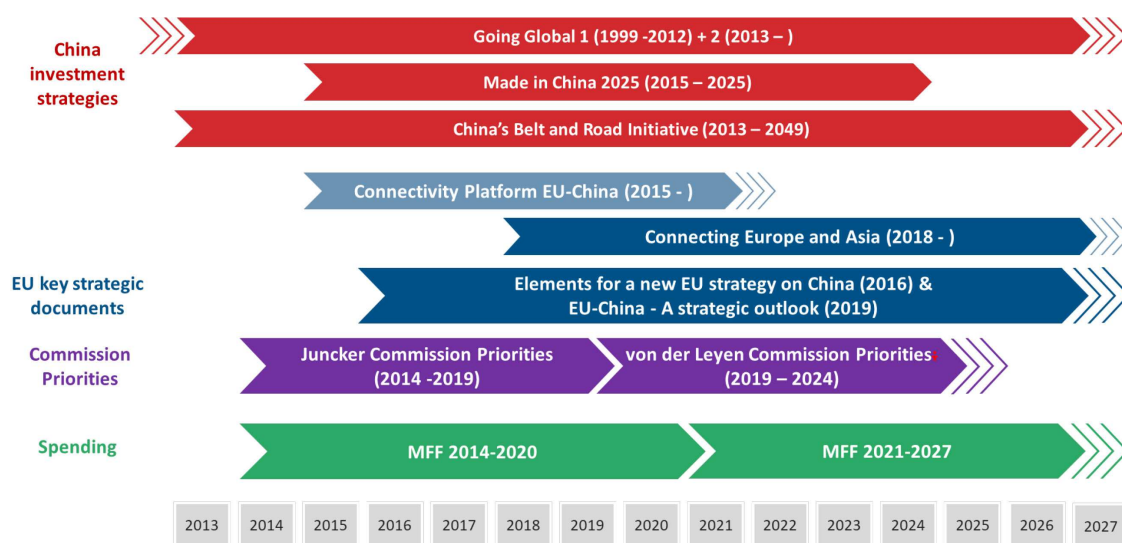 China
investment
strategies
Going Global 1 (1999 -2012) + 2 (2013 – )
Made in China 2025 (2015 – 2025)
China's Belt and Road Initiative (2013 – 2049)
Connectivity Platform EU-China (2015 - )
Connecting Europe and Asia (2018 - )
EU key strategic
documents
Elements for a new EU strategy on China (2016) &
EU-China - A strategic outlook (2019)
Commission
Priorities
Juncker Commission Priorities
(2014 -2019)
von der Leyen Commission Priorities
(2019 – 2024)
Spending
MFF 2014-2020
MFF 2021-2027
2013 2014 2015 2016 2017 2018 2019 2020 2021 2022 2023 2024 2025 2026 2027